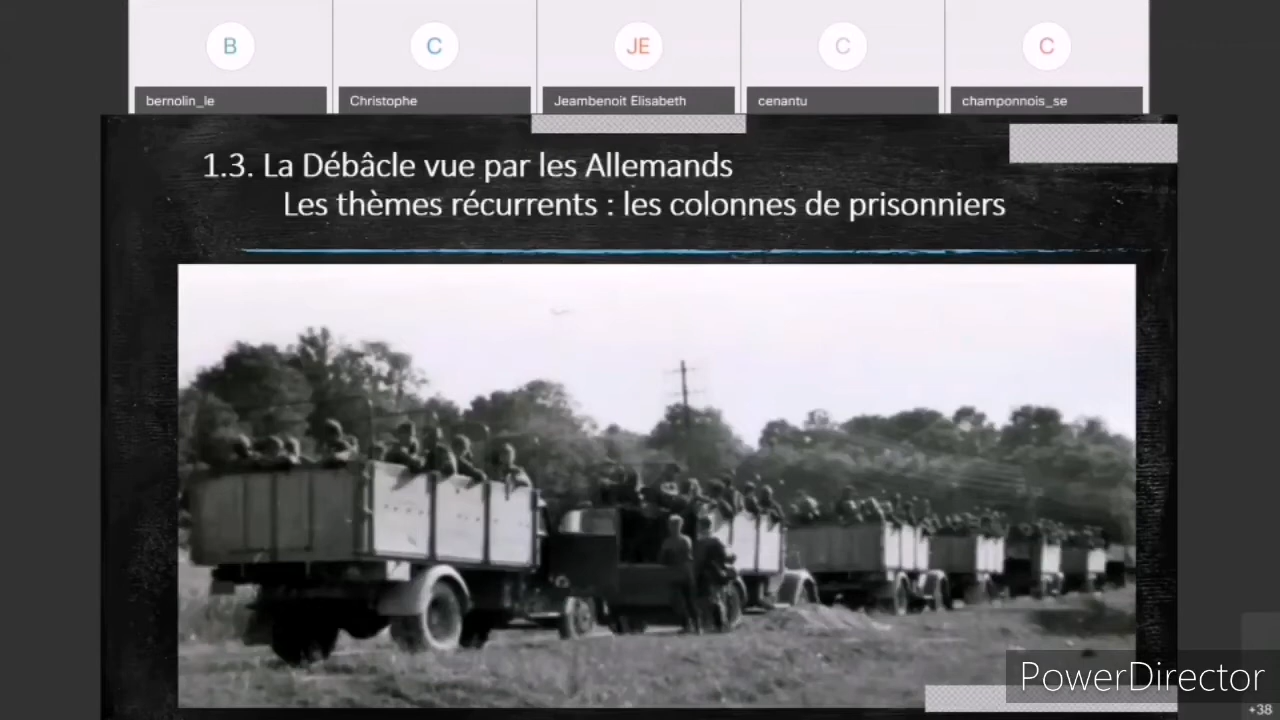 B
C
JE
C
C
bernolin_le
Christophe
Jeambenoit Elisabeth
cenantu
champonnois_se
1.3. La Débâcle vue par les Allemands
Les thèmes récurrents : les colonnes de prisonniers
PowerDirector
+38